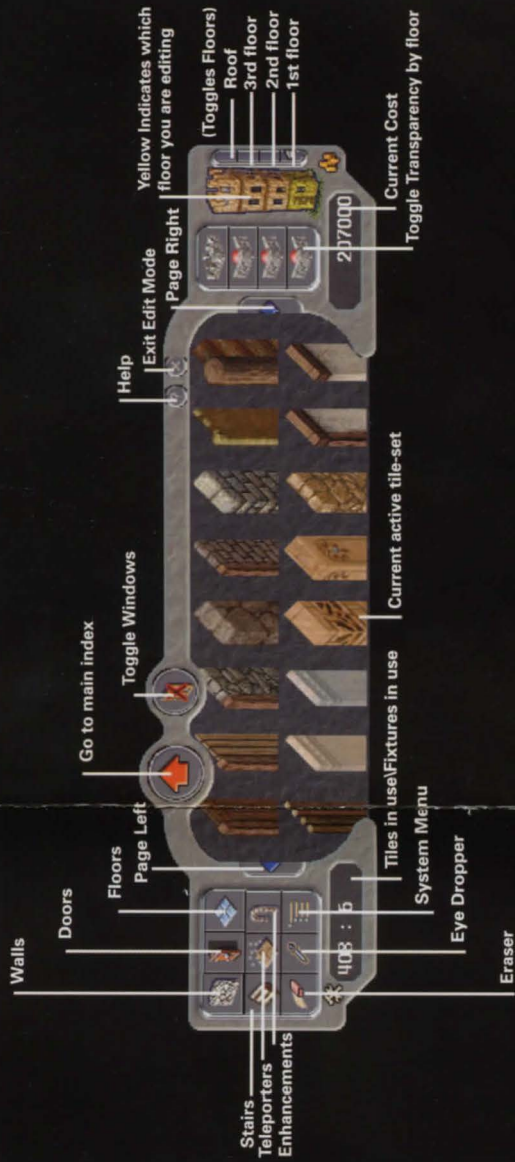 Walls
Doors
Floors
Page Left
Go to main index
Toggle Windows
Help
Exit Edit Mode
Page Right
Yellow Indicates which
floor you are editing
(Toggles Floors)
Roof
3rd floor
2nd floor
1st floor
Stairs
Teleporters
Enhancements
408 : 6
207000
Eraser
Eye Dropper
System Menu
Tiles in use\Fixtures in use
Current active tile-set
Current Cost
Toggle Transparency by floor